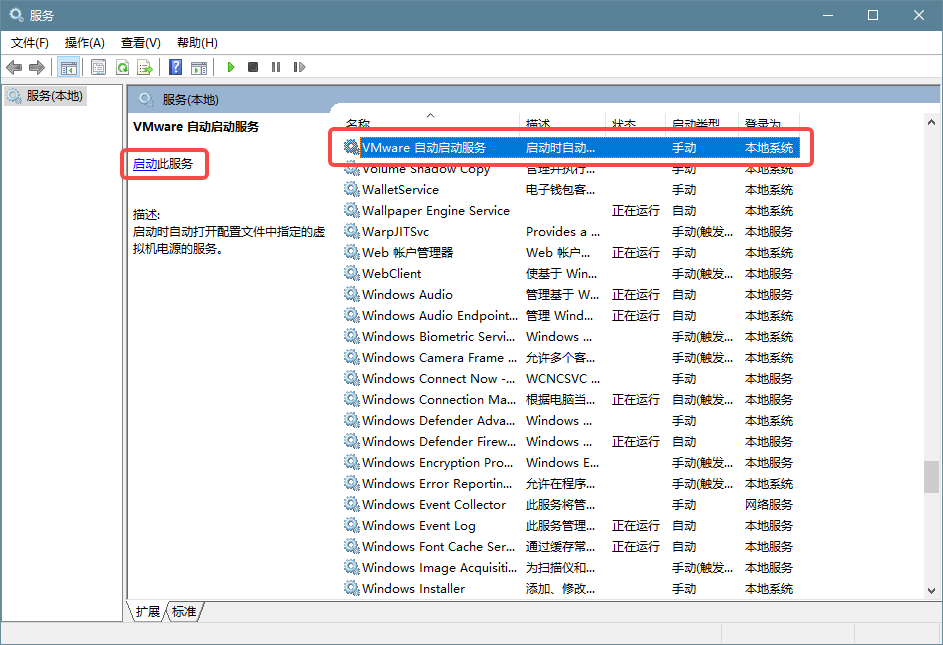 服务
文件(F) 操作(A) 查看(V) 帮助(H)
服务(本地)
服务(本地)
VMware 自动启动服务
启动此服务
描述:
启动时自动打开配置文件中指定的虚
拟机电源的服务。
名称 描述 状态 启动类型 登录为
VMware 自动启动服务 启动时自动... 手动 本地系统
Volume Shadow Copy 管理并执行... 手动 本地系统
WalletService 电子钱包客... 手动 本地系统
Wallpaper Engine Service 正在运行 自动 本地系统
WarpJITSvc Provides a ... 手动(触发... 本地服务
Web 帐户管理器 Web 帐户... 正在运行 手动 本地系统
WebClient 使基于 Win... 手动(触发... 本地服务
Windows Audio 管理基于 W... 正在运行 自动 本地服务
Windows Audio Endpoint... 管理 Wind... 正在运行 自动 本地系统
Windows Biometric Servi... Windows ... 手动(触发... 本地系统
Windows Camera Frame ... 允许多个客... 手动(触发... 本地系统
Windows Connect Now -... WCNCSVC ... 手动 本地服务
Windows Connection Ma... 根据电脑当... 正在运行 自动(触发... 本地服务
Windows Defender Adva... Windows ... 手动 本地系统
Windows Defender Firew... Windows ... 正在运行 自动 本地服务
Windows Encryption Pro... Windows E... 手动(触发... 本地服务
Windows Error Reportin... 允许在程序... 手动(触发... 本地系统
Windows Event Collector 此服务将管... 手动 网络服务
Windows Event Log 此服务管理... 正在运行 自动 本地服务
Windows Font Cache Ser... 通过缓存常... 正在运行 自动 本地服务
Windows Image Acquisiti... 为扫描仪和... 手动(触发... 本地服务
Windows Installer 添加、修改... 手动 本地系统
扩展 标准